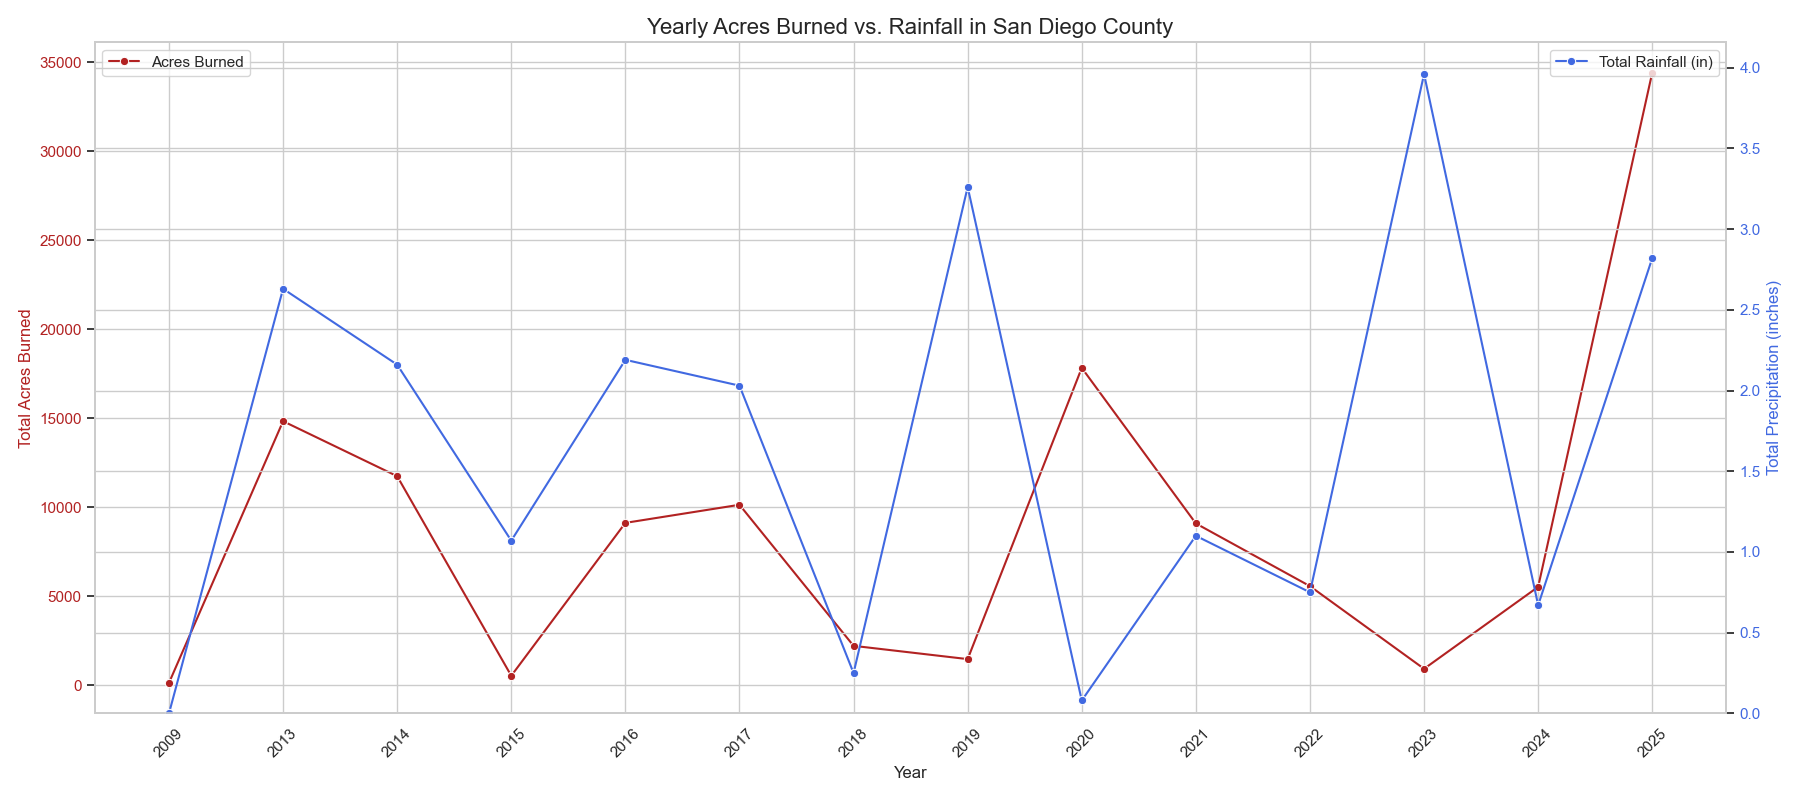 Yearly Acres Burned vs. Rainfall in San Diego County
Acres Burned
Total Rainfall (in)
Total Acres Burned
35000
30000
25000
20000
15000
10000
5000
0
Total Precipitation (inches)
4.0
3.5
3.0
2.5
2.0
1.5
1.0
0.5
0.0
2009 2013 2014 2015 2016 2017 2018 2019 2020 2021 2022 2023 2024 2025
Year